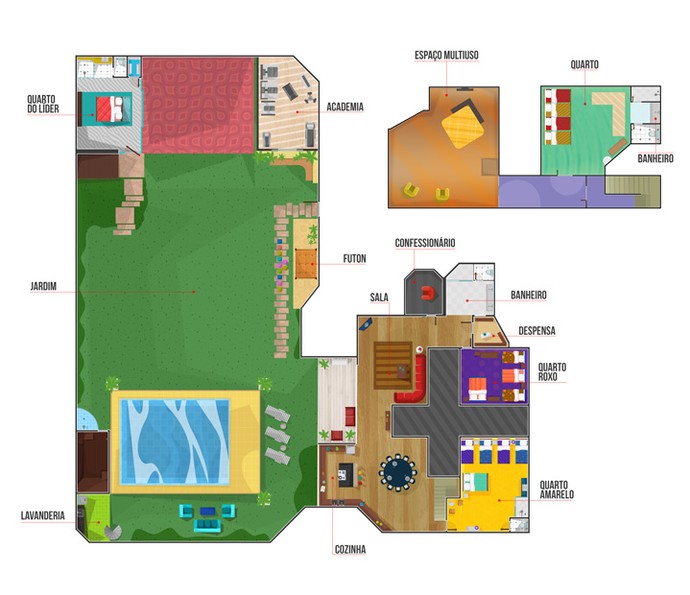 ESPAÇO MULTIUSO
QUARTO
QUARTO
DO LÍDER
ACADEMIA
BANHEIRO
CONFESSIONÁRIO
FUTON
JARDIM
SALA
BANHEIRO
DESPENSA
QUARTO
ROXO
QUARTO
AMARELO
LAVANDERIA
COZINHA